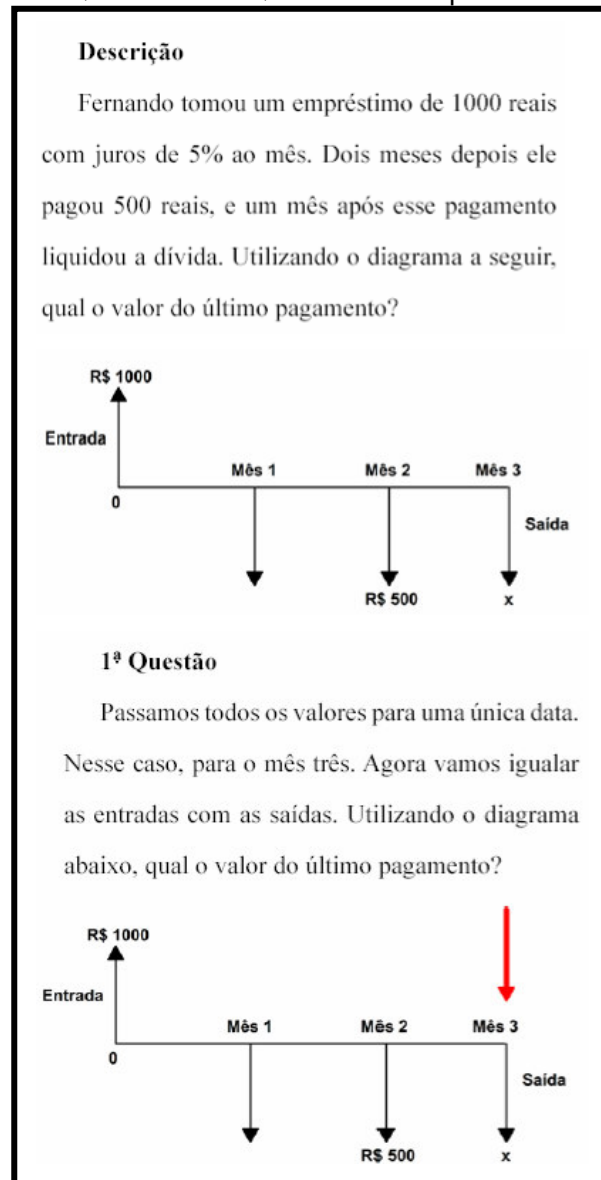 Descrição
Fernando tomou um empréstimo de 1000 reais
com juros de 5% ao mês. Dois meses depois ele
pagou 500 reais, e um mês após esse pagamento
liquidou a dívida. Utilizando o diagrama a seguir,
qual o valor do último pagamento?
R$ 1000
Entrada
Mês 1 Mês 2 Mês 3
0
Saída
R$ 500 x
1ª Questão
Passamos todos os valores para uma única data.
Nesse caso, para o mês três. Agora vamos igualar
as entradas com as saídas. Utilizando o diagrama
abaixo, qual o valor do último pagamento?
R$ 1000
Entrada
Mês 1 Mês 2 Mês 3
0
Saída
R$ 500 x